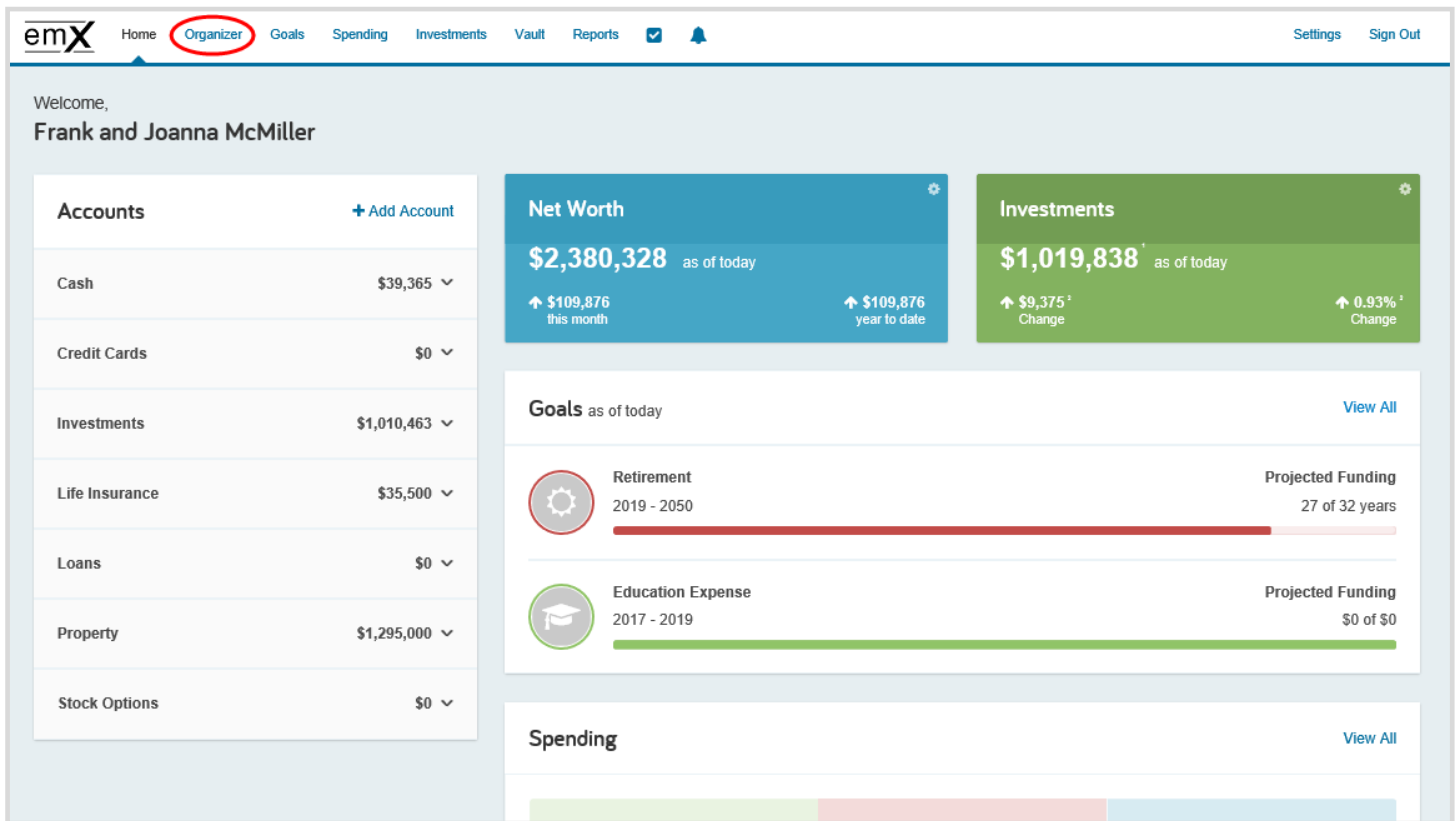 emX Home Organizer Goals Spending Investments Vault Reports Settings Sign Out
Welcome,
Frank and Joanna McMiller
Accounts + Add Account
Cash $39,365
Credit Cards $0
Investments $1,010,463
Life Insurance $35,500
Loans $0
Property $1,295,000
Stock Options $0
Net Worth
$2,380,328 as of today
$109,876 $109,876
this month year to date
Investments
$1,019,838 ¹ as of today
$9,375 ² 0.93% ²
Change Change
Goals as of today View All
Retirement Projected Funding
2019 - 2050 27 of 32 years
Education Expense Projected Funding
2017 - 2019 $0 of $0
Spending View All